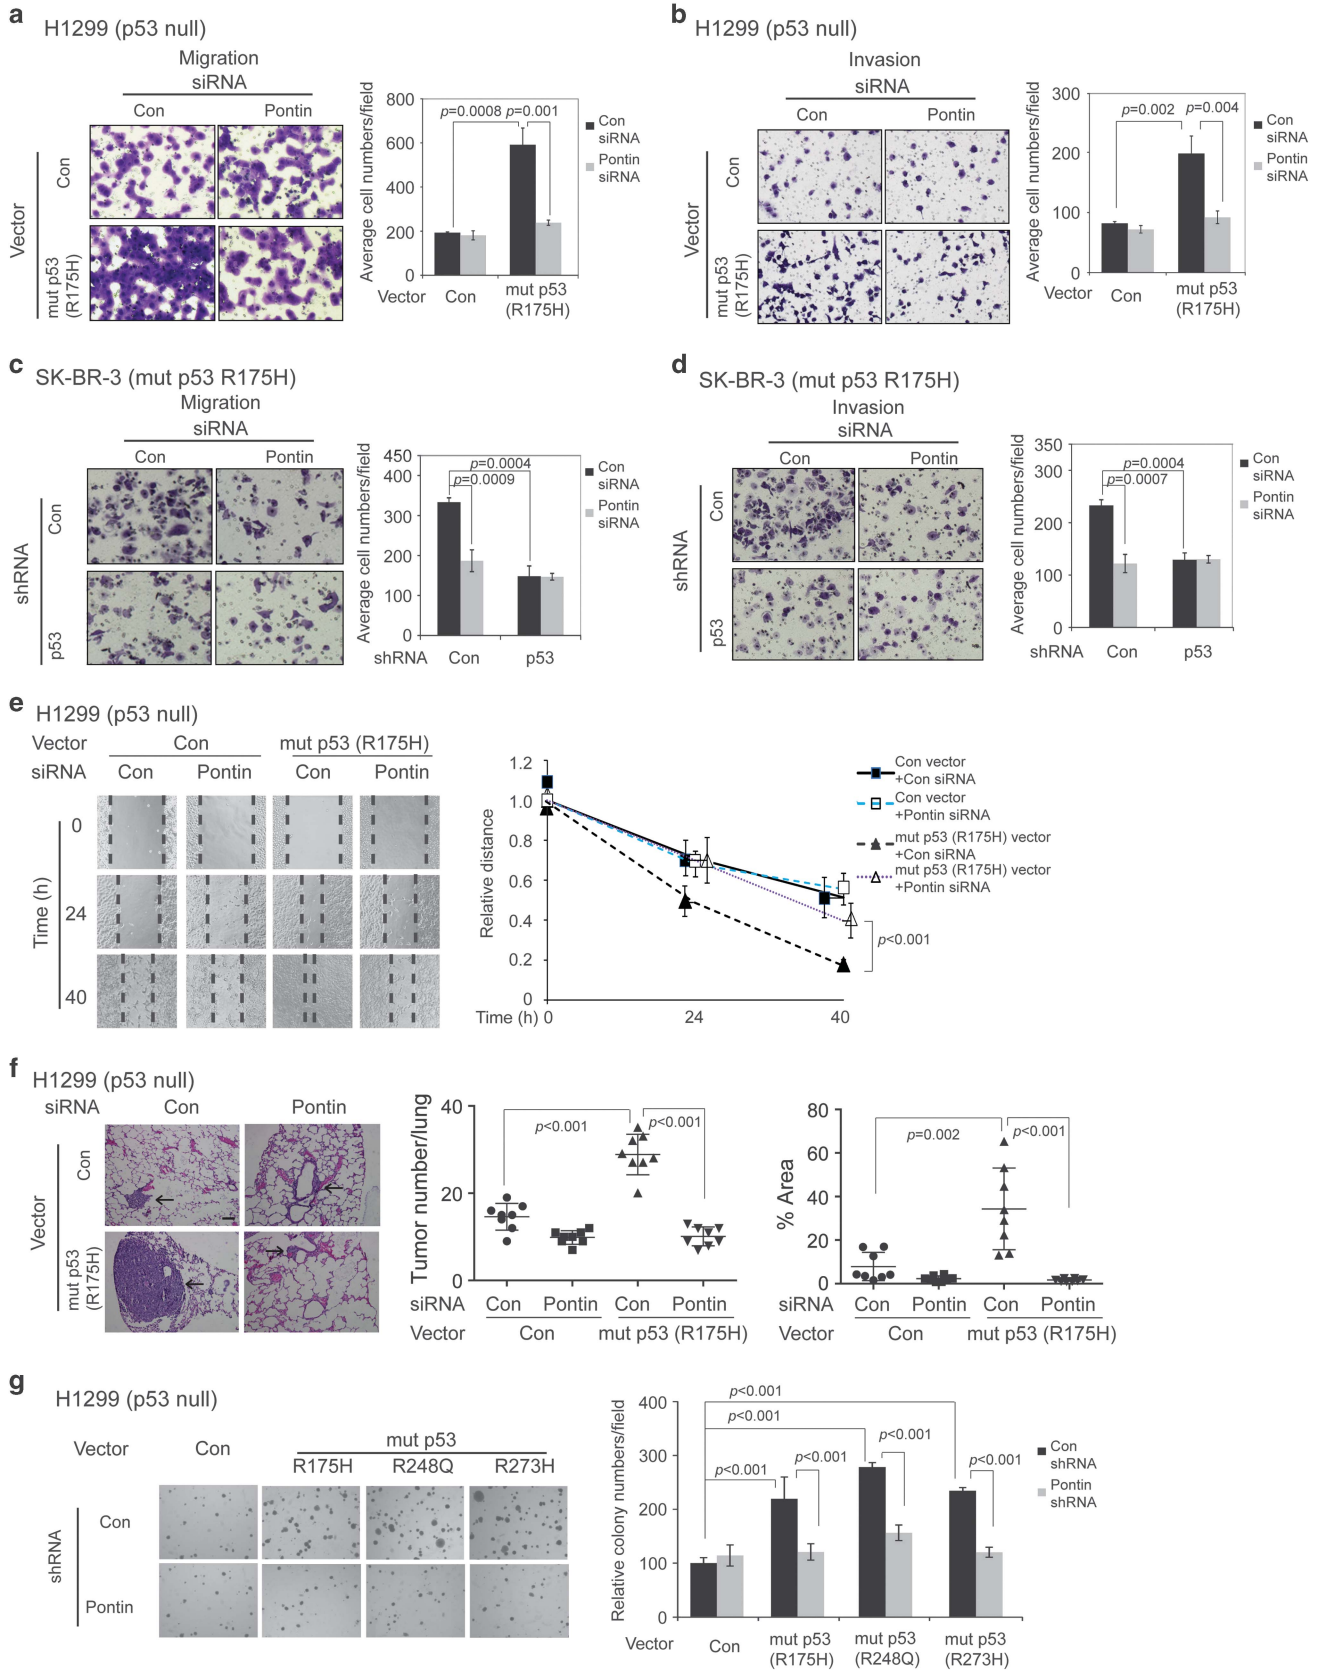 a
H1299 (p53 null)
Migration
siRNA
Con
Pontin
Vector
Con
mut p53
(R175H)
Average cell numbers/field
800
600
400
200
0
p=0.0008
p=0.001
Con
siRNA
Pontin
siRNA
Vector
Con
mut p53
(R175H)
b
H1299 (p53 null)
Invasion
siRNA
Con
Pontin
Vector
Con
mut p53
(R175H)
Average cell numbers/field
300
200
100
0
p=0.002
p=0.004
Con
siRNA
Pontin
siRNA
Vector
Con
mut p53
(R175H)
c
SK-BR-3 (mut p53 R175H)
Migration
siRNA
Con
Pontin
shRNA
Con
p53
Average cell numbers/field
450
400
300
200
100
0
p=0.0004
p=0.0009
Con
siRNA
Pontin
siRNA
shRNA
Con
p53
d
SK-BR-3 (mut p53 R175H)
Invasion
siRNA
Con
Pontin
shRNA
Con
p53
Average cell numbers/field
350
300
200
100
0
p=0.0004
p=0.0007
Con
siRNA
Pontin
siRNA
shRNA
Con
p53
e
H1299 (p53 null)
Vector
Con
mut p53 (R175H)
siRNA
Con
Pontin
Con
Pontin
Time (h)
0
24
40
Relative distance
1.2
1.0
0.8
0.6
0.4
0.2
0
Time (h)
0
24
40
p<0.001
Con vector
+Con siRNA
Con vector
+Pontin siRNA
mut p53 (R175H) vector
+Con siRNA
mut p53 (R175H) vector
+Pontin siRNA
f
H1299 (p53 null)
siRNA
Con
Pontin
Vector
Con
mut p53
(R175H)
Tumor number/lung
40
20
0
p<0.001
p<0.001
siRNA
Con
Pontin
Con
Pontin
Vector
Con
mut p53 (R175H)
% Area
80
60
40
20
0
p=0.002
p<0.001
siRNA
Con
Pontin
Con
Pontin
Vector
Con
mut p53 (R175H)
g
H1299 (p53 null)
Vector
Con
mut p53
R175H
R248Q
R273H
shRNA
Con
Pontin
Relative colony numbers/field
400
300
200
100
0
p<0.001
p<0.001
p<0.001
p<0.001
p<0.001
p<0.001
Con
shRNA
Pontin
shRNA
Vector
Con
mut p53
(R175H)
mut p53
(R248Q)
mut p53
(R273H)